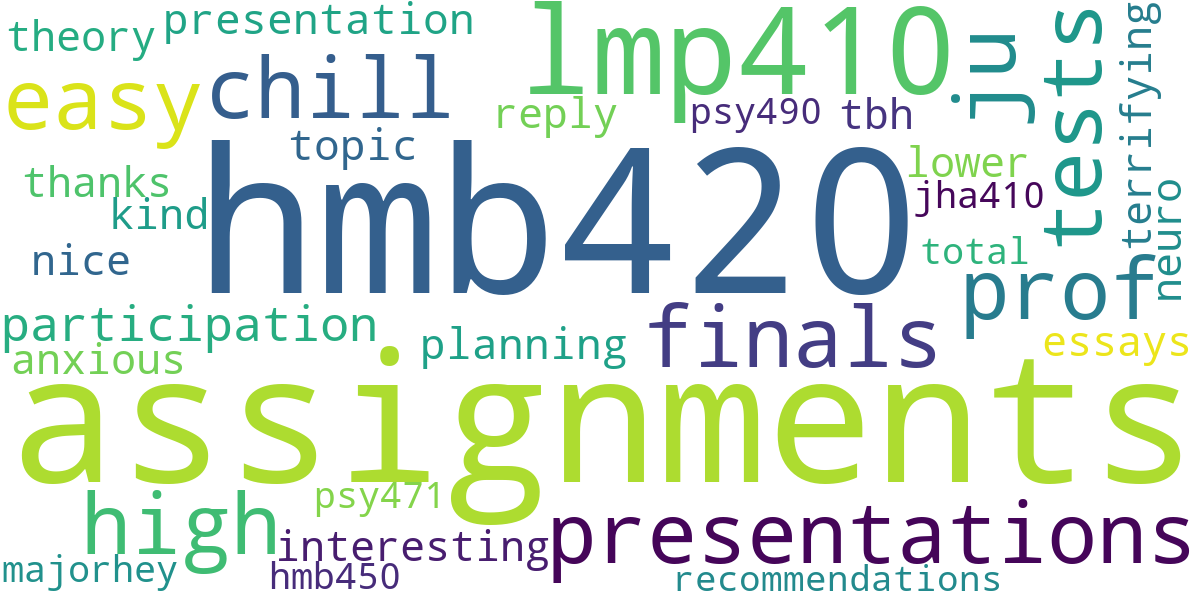 theory
presentation
lmp410
ju
tests
terrifying
easy
chill
reply
psy490
tbh
topic
hmb420
lower
thanks
jha410
kind
neuro
nice
total
prof
participation
planning
finals
essays
anxious
assignments
psy471
high
interesting
presentations
majorhey
hmb450
recommendations